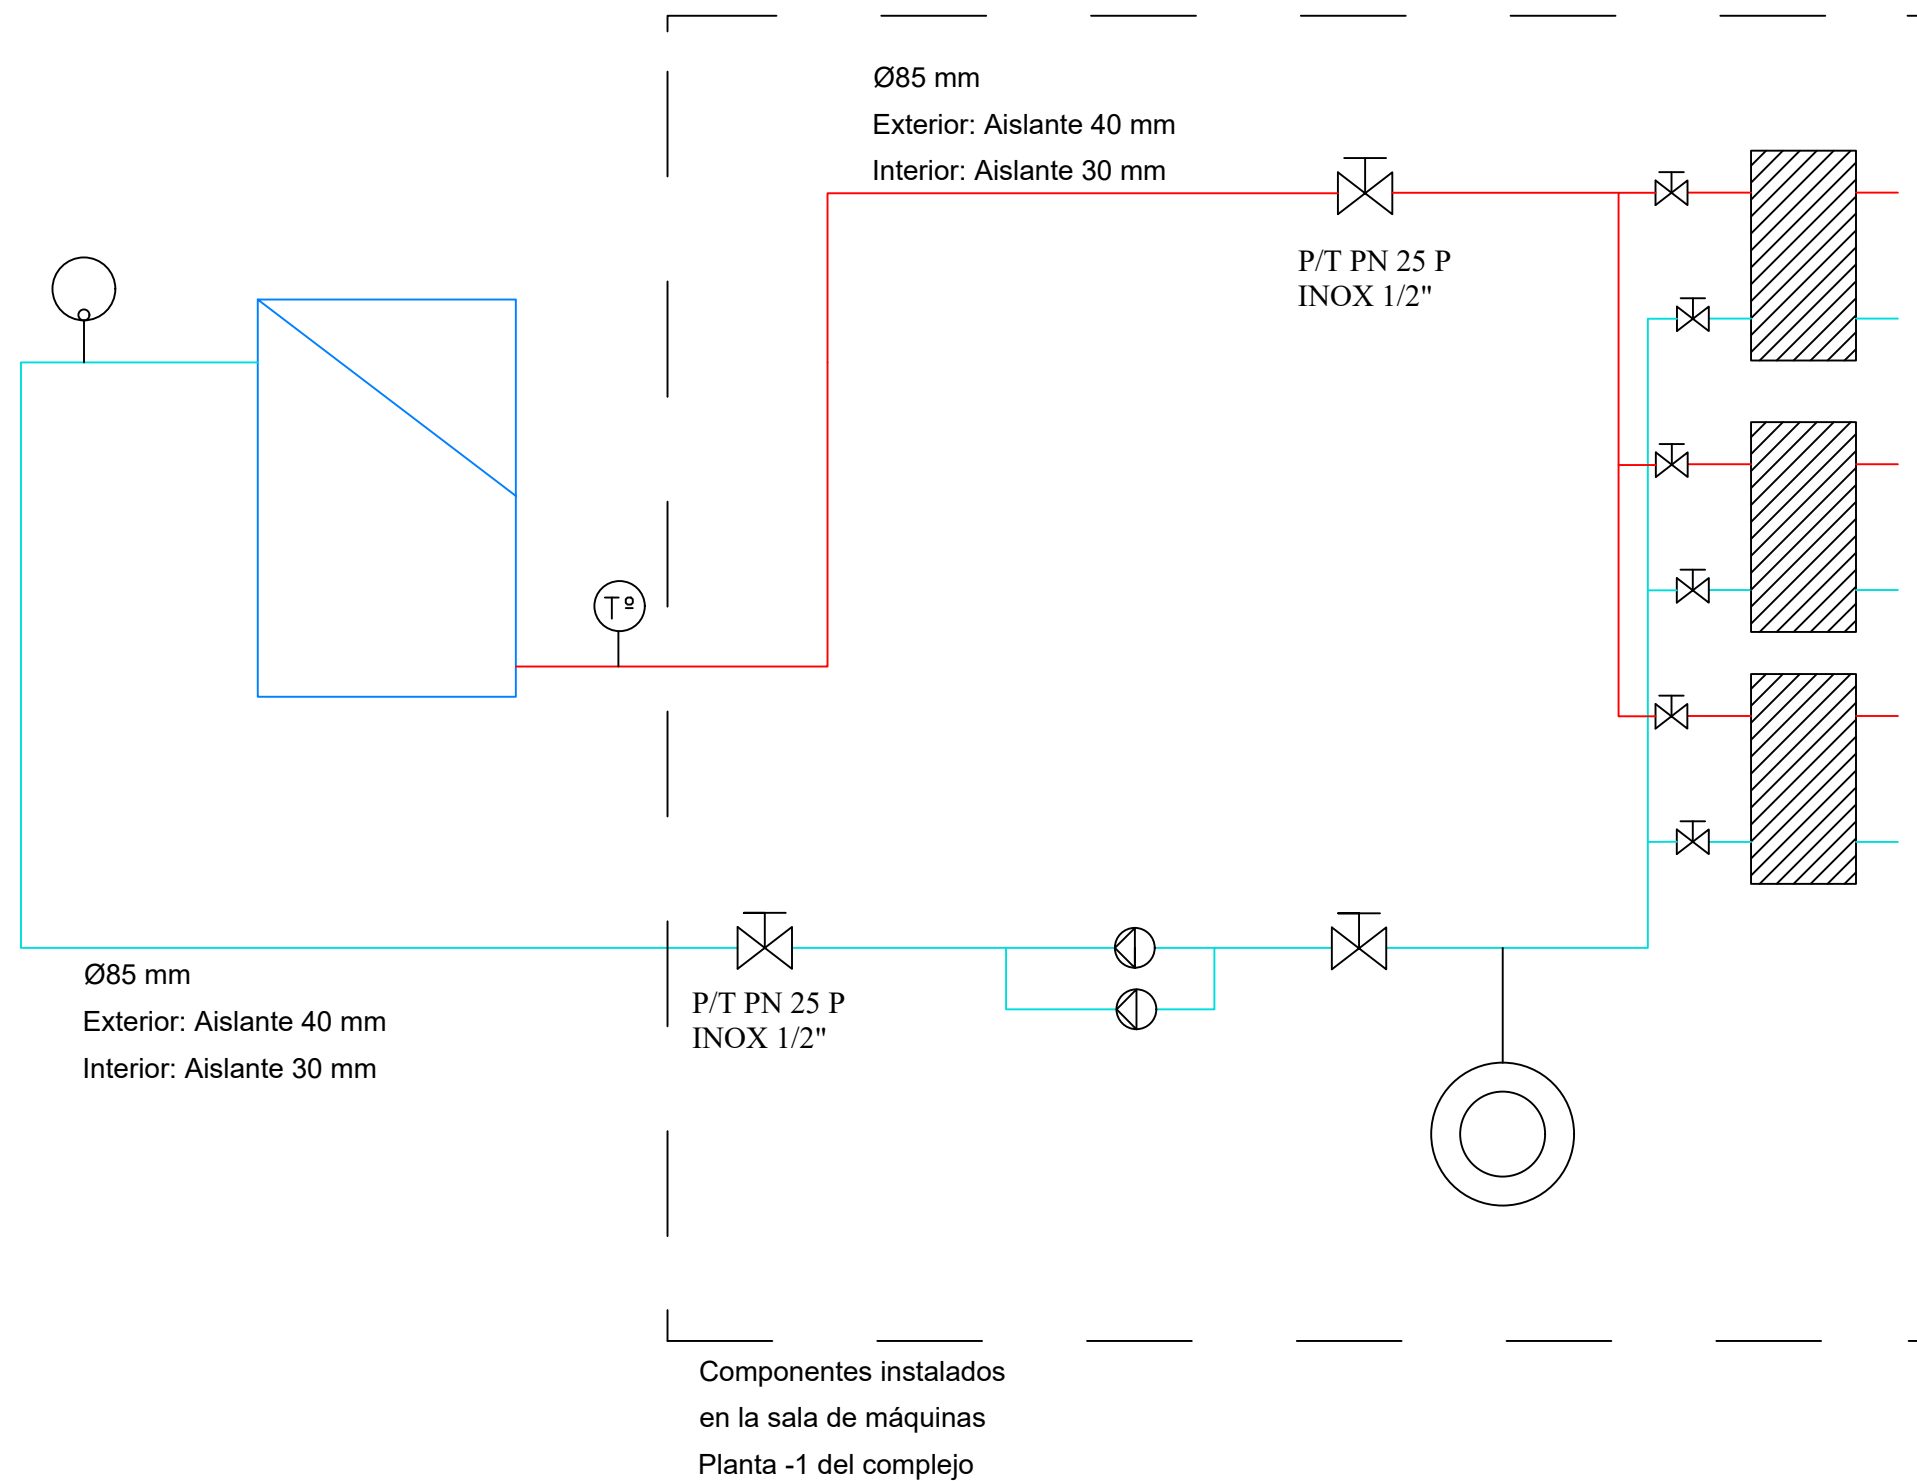 Ø85 mm
Exterior: Aislante 40 mm
Interior: Aislante 30 mm
P/T PN 25 P
INOX 1/2"
Tº
Ø85 mm
Exterior: Aislante 40 mm
Interior: Aislante 30 mm
P/T PN 25 P
INOX 1/2"
Componentes instalados
en la sala de máquinas
Planta -1 del complejo